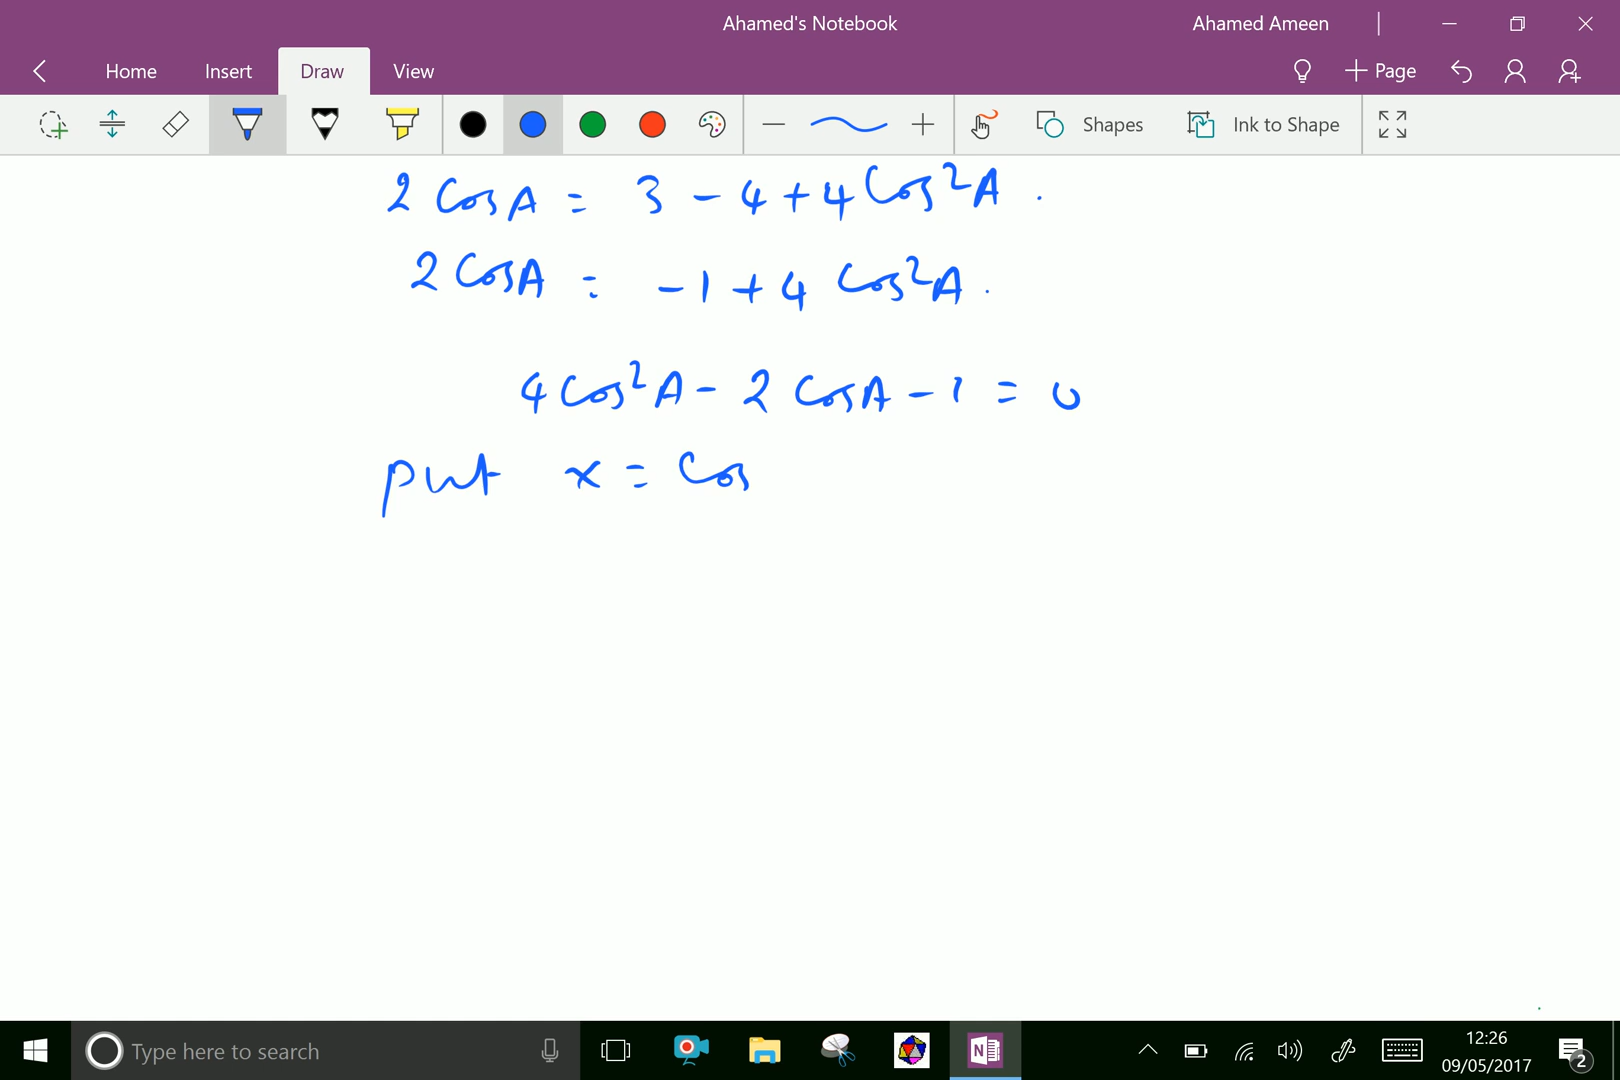 Ahamed's Notebook
Ahamed Ameen
Home Insert Draw View
Page
Shapes
Ink to Shape
2 Cos A = 3 - 4 + 4 Cos²A .
2 Cos A = -1 + 4 Cos²A .
4 Cos²A - 2 Cos A - 1 = 0
put x = Cos
Type here to search
N
12:26
09/05/2017
2